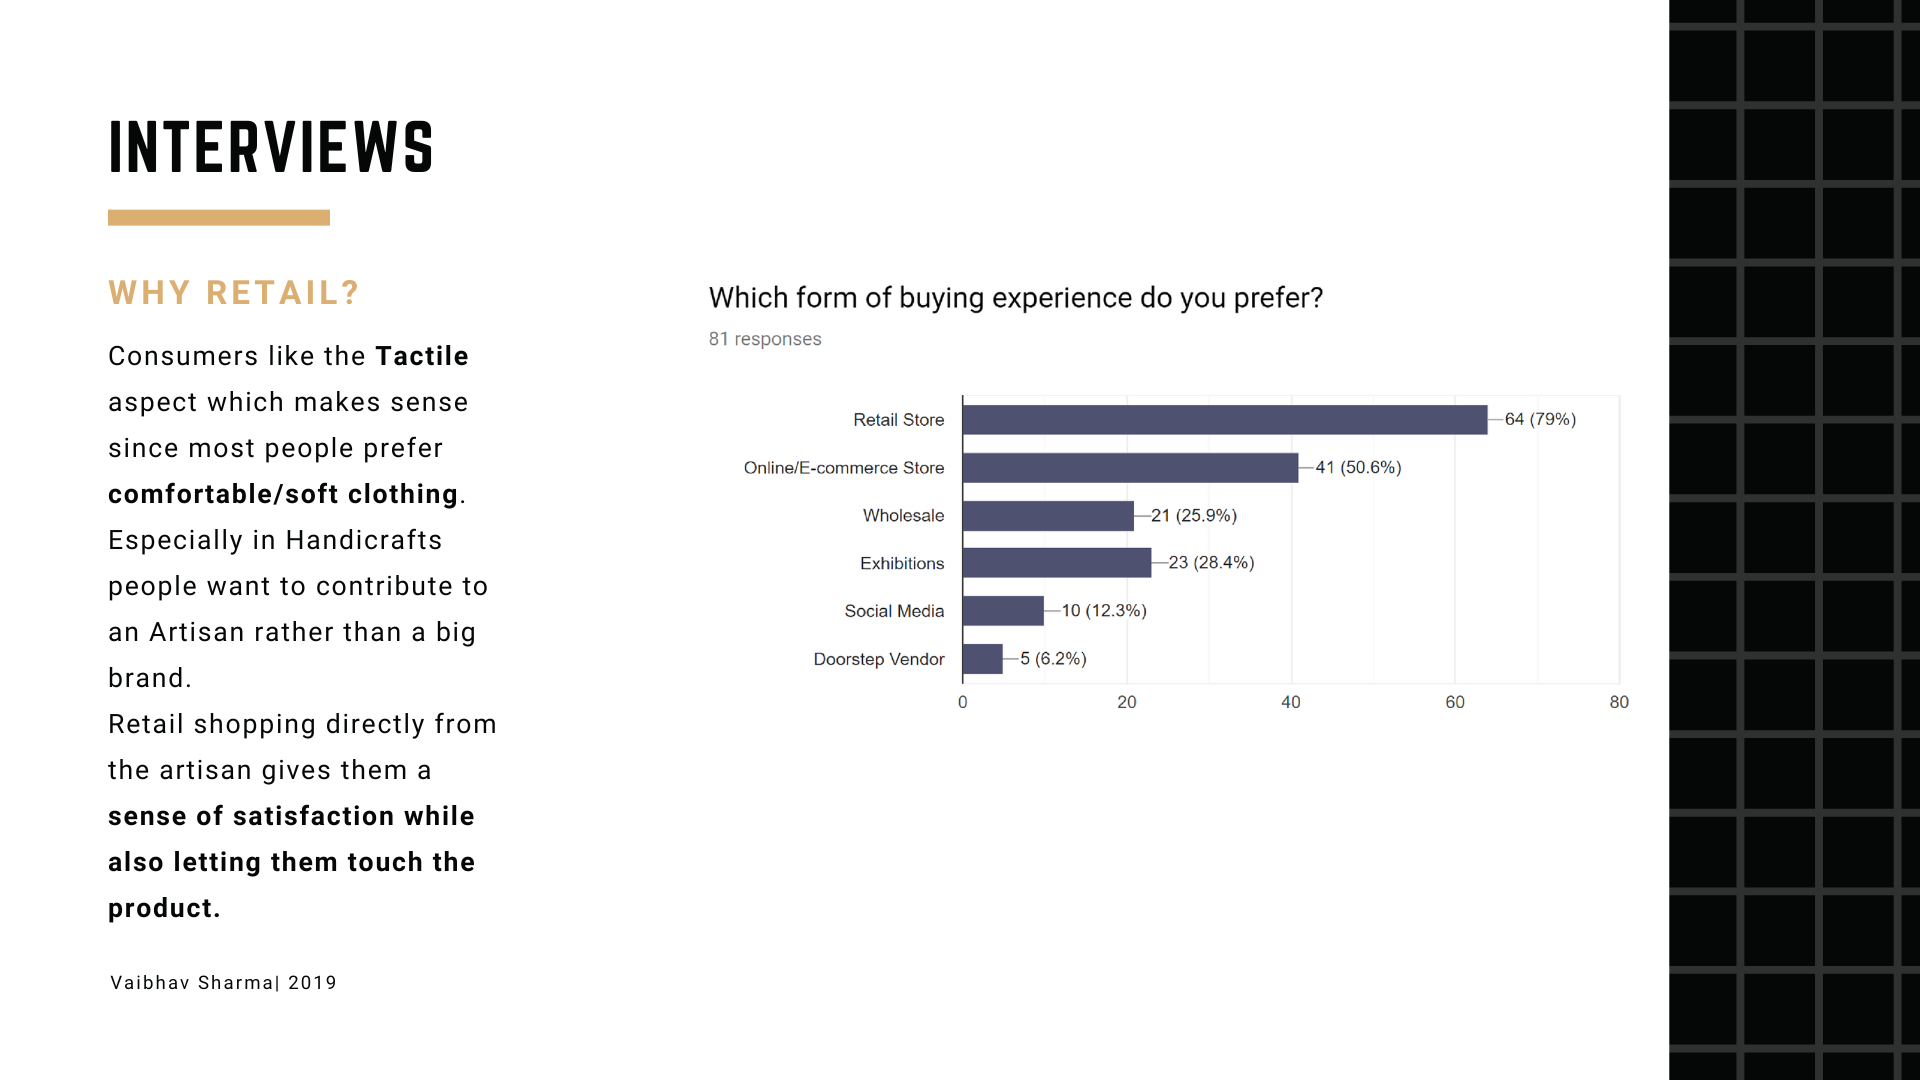 INTERVIEWS
WHY RETAIL?
Consumers like the Tactile
aspect which makes sense
since most people prefer
comfortable/soft clothing.
Especially in Handicrafts
people want to contribute to
an Artisan rather than a big
brand.
Retail shopping directly from
the artisan gives them a
sense of satisfaction while
also letting them touch the
product.
Vaibhav Sharma| 2019
Which form of buying experience do you prefer?
81 responses
Retail Store 64 (79%)
Online/E-commerce Store 41 (50.6%)
Wholesale 21 (25.9%)
Exhibitions 23 (28.4%)
Social Media 10 (12.3%)
Doorstep Vendor 5 (6.2%)
0 20 40 60 80